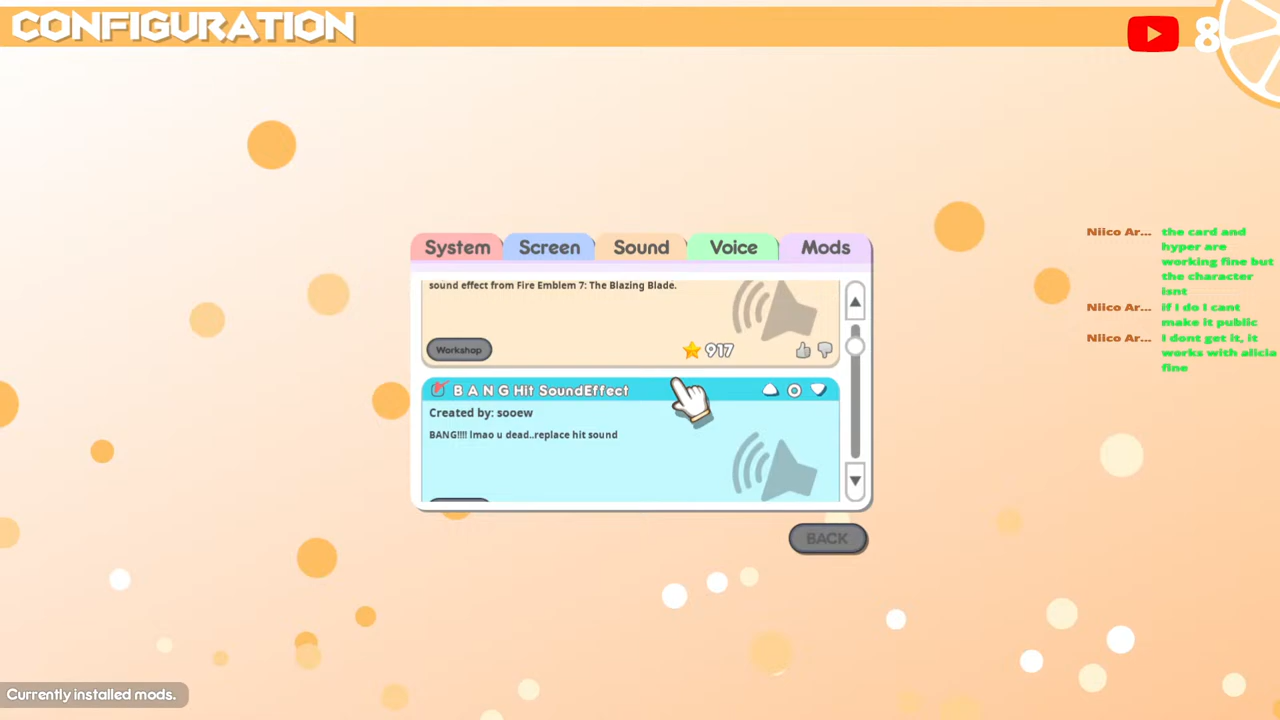 CONFIGURATION
8
System
Screen
Sound
Voice
Mods
sound effect from Fire Emblem 7: The Blazing Blade.
Workshop
917
B A N G Hit SoundEffect
Created by: sooew
BANG!!!! lmao u dead..replace hit sound
BACK
Niico Ar... the card and
hyper are
working fine but
the character
isnt
Niico Ar... if I do I cant
make it public
Niico Ar... I dont get it, it
works with alicia
fine
Currently installed mods.